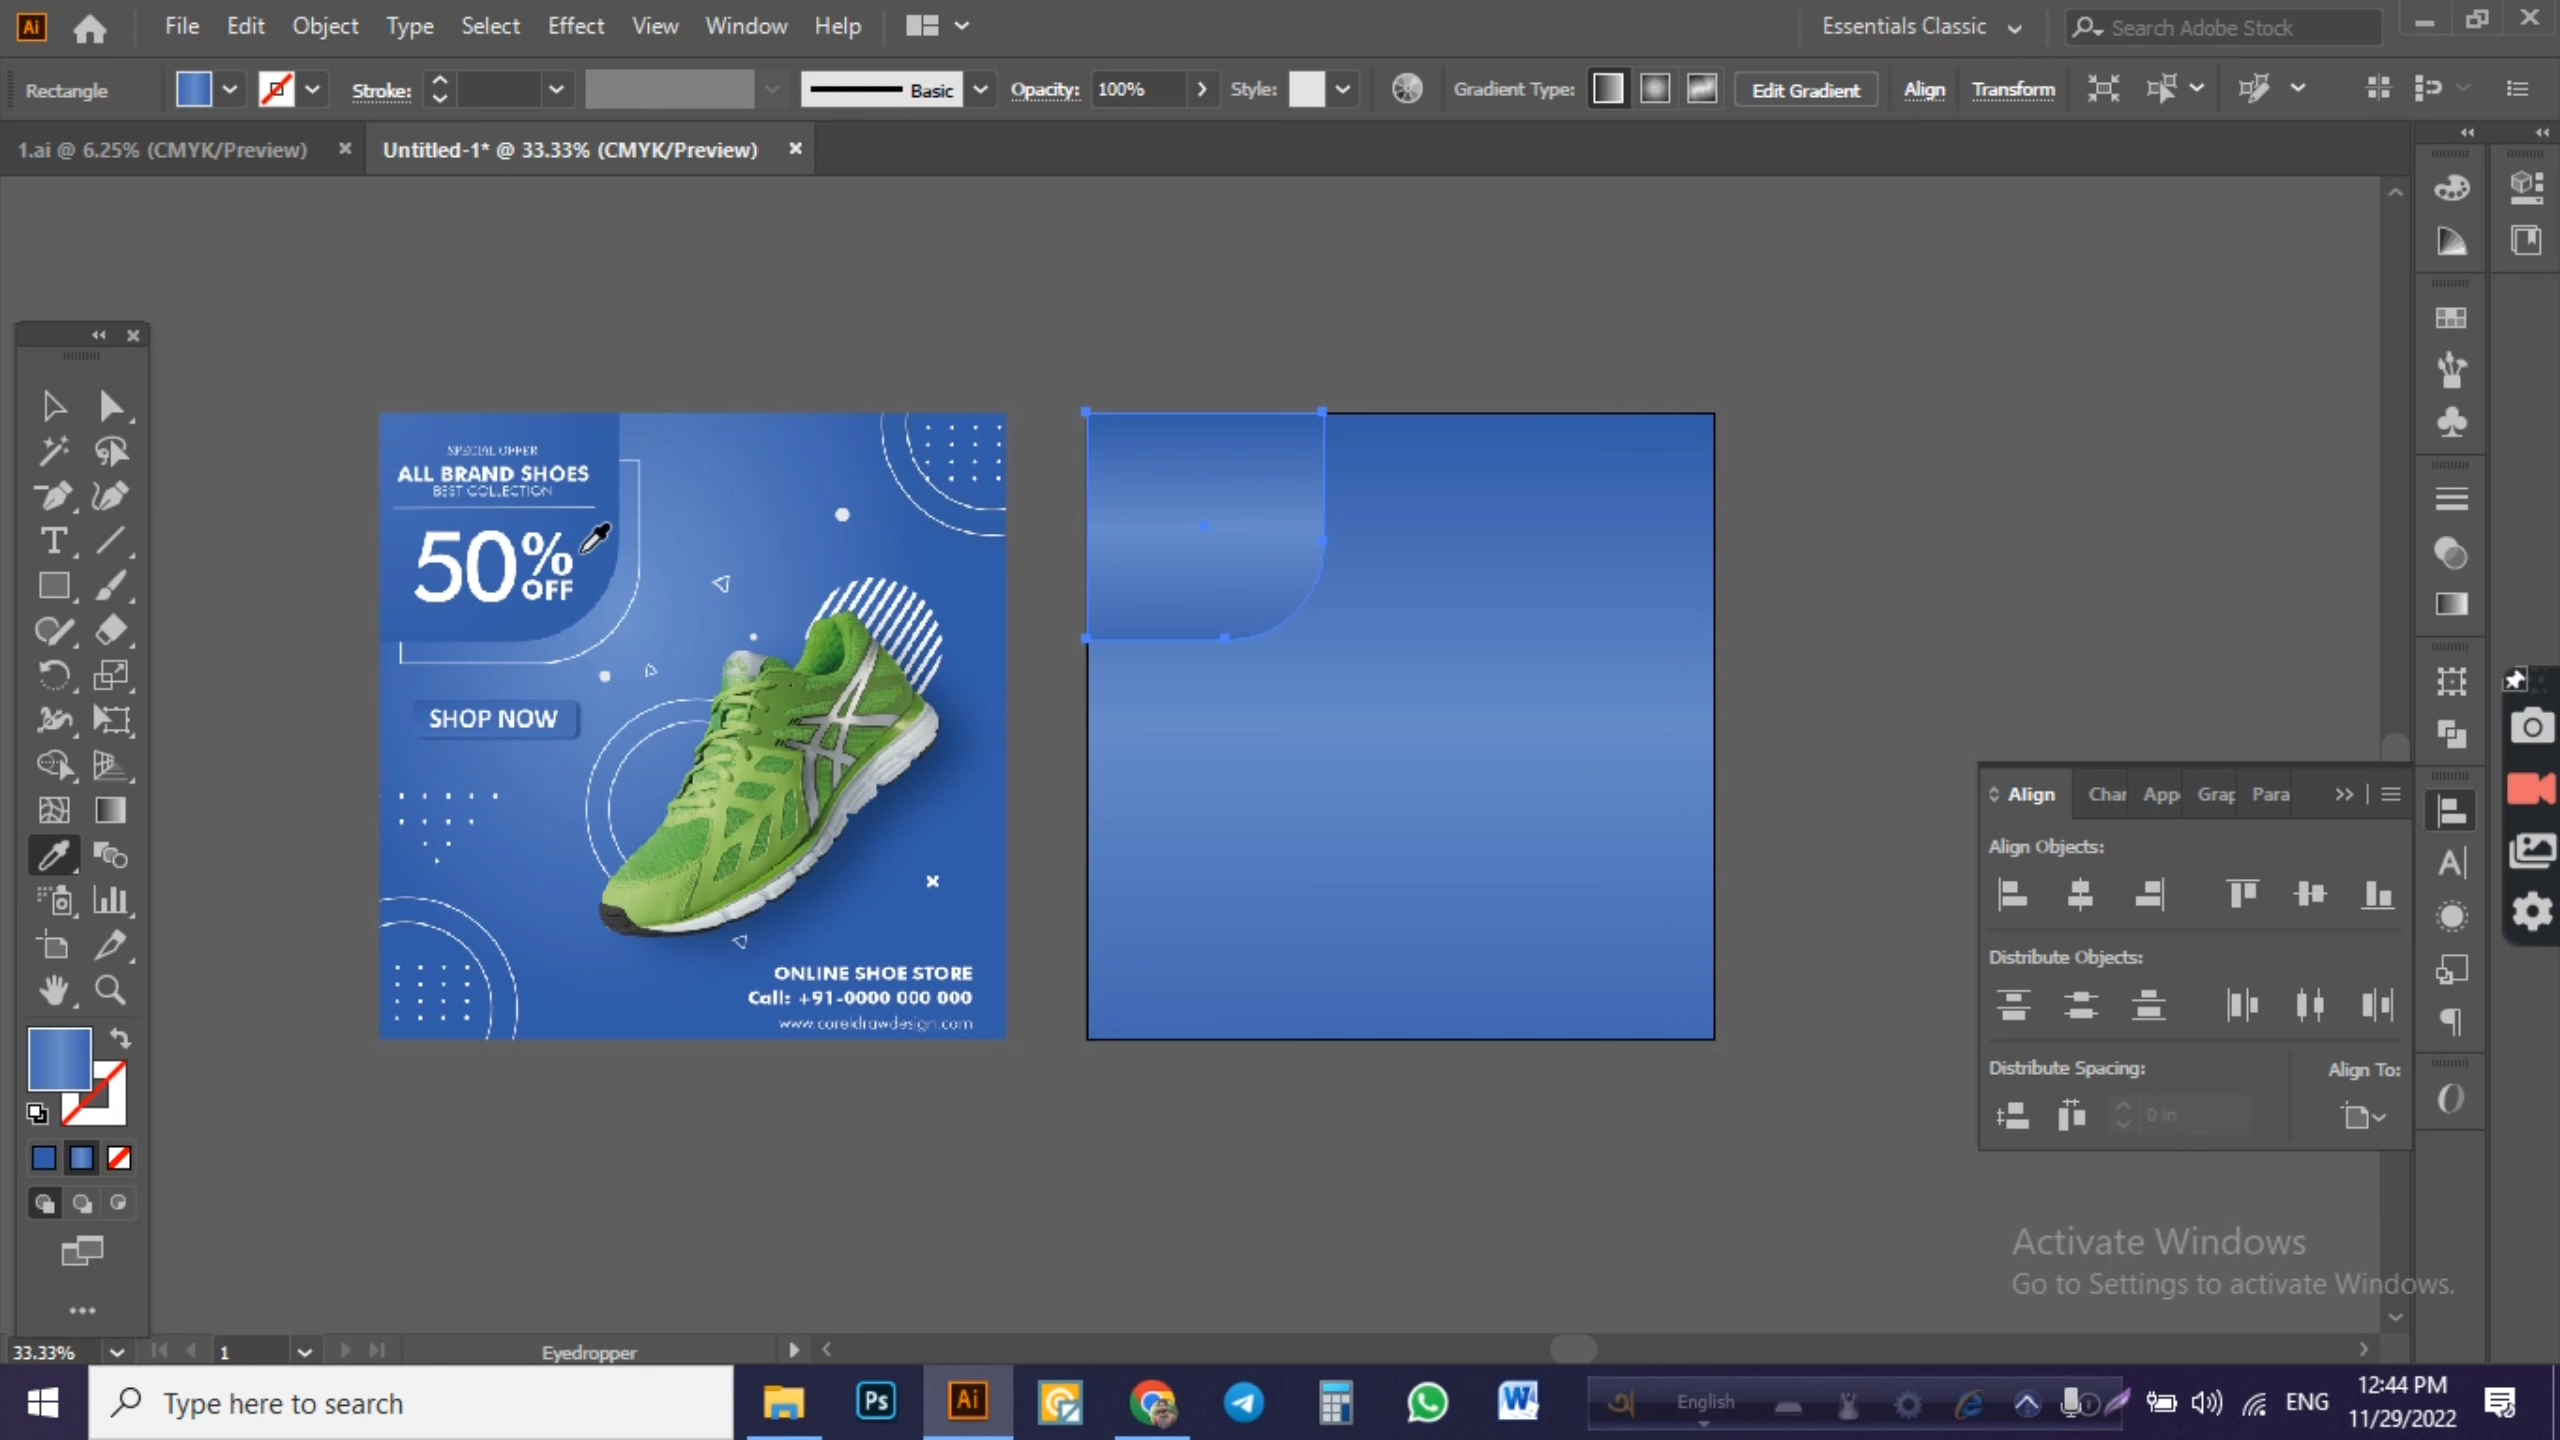 Ai File Edit Object Type Select Effect View Window Help Essentials Classic Search Adobe Stock
Rectangle Stroke: Basic Opacity: 100% Style: Gradient Type: Edit Gradient Align Transform
1.ai @ 6.25% (CMYK/Preview) Untitled-1* @ 33.33% (CMYK/Preview)
SPECIAL OFFER
ALL BRAND SHOES
BEST COLLECTION
50% OFF
SHOP NOW
ONLINE SHOE STORE
Call: +91-0000 000 000
www.coreldrawdesign.com
Align Char App Grap Para
Align Objects:
Distribute Objects:
Distribute Spacing: Align To:
0 in
Activate Windows
Go to Settings to activate Windows.
33.33% 1 Eyedropper
Type here to search
Ps Ai W English ENG
12:44 PM
11/29/2022